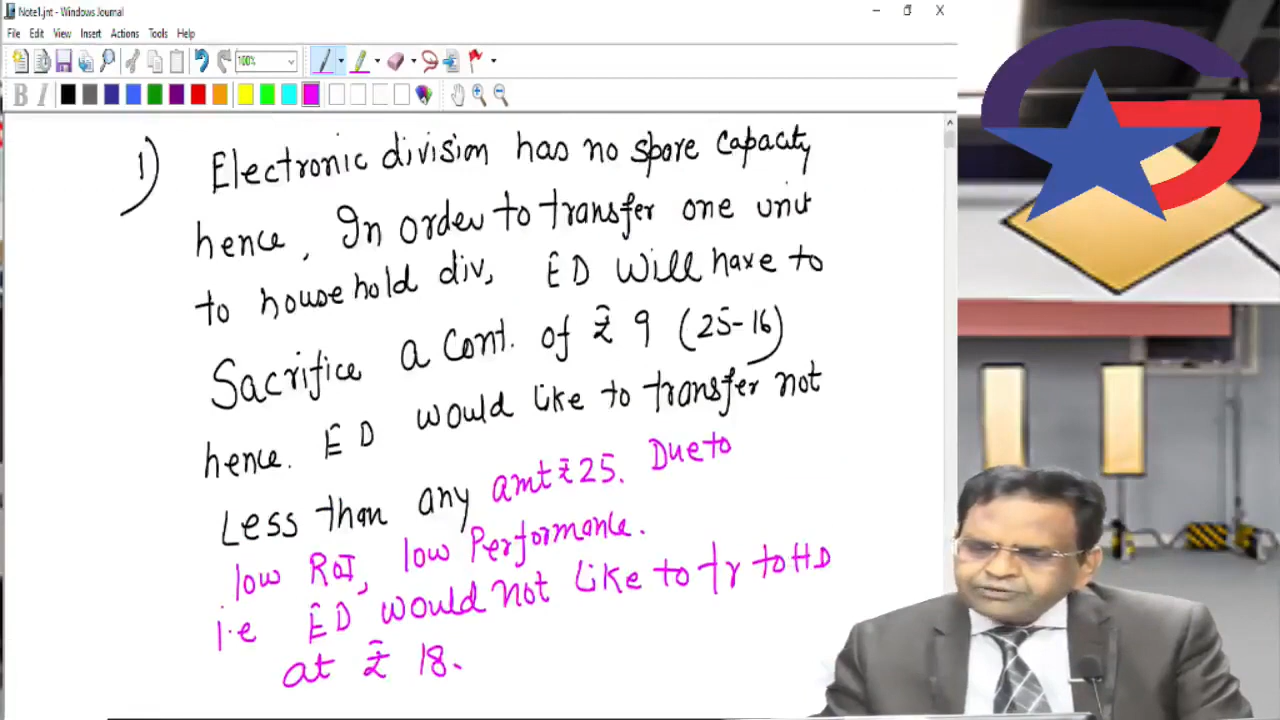 Note1.jnt - Windows Journal
File Edit View Insert Actions Tools Help
100%
B I
1) Electronic division has no spare capacity
hence, In order to transfer one unit
to household div, ED will have to
Sacrifice a Cont. of ₹ 9 (25-16)
hence. ED would like to transfer not
Less than any amt ₹ 25. Due to
low ROI, low Performance.
i.e ED would not like to tr to HD
at ₹ 18.